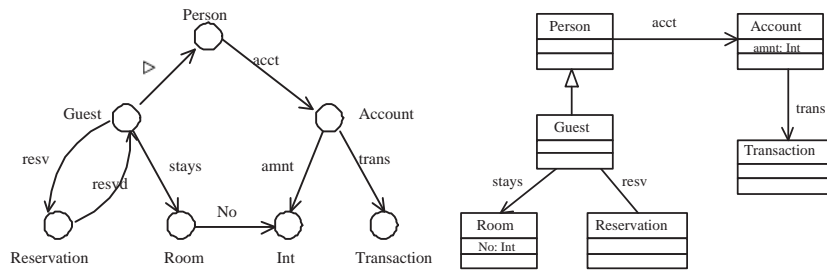 Person
acct
Guest
Account
resv
resvd
stays
amnt
trans
No
Reservation
Room
Int
Transaction
Person
acct
Account
amnt: Int
trans
Guest
Transaction
stays
resv
Room
No: Int
Reservation